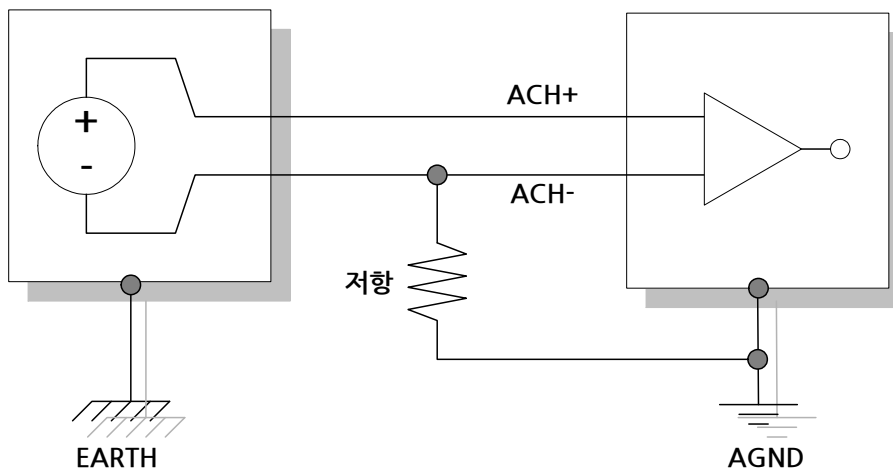 ACH+
+
-
ACH-
저항
EARTH
AGND